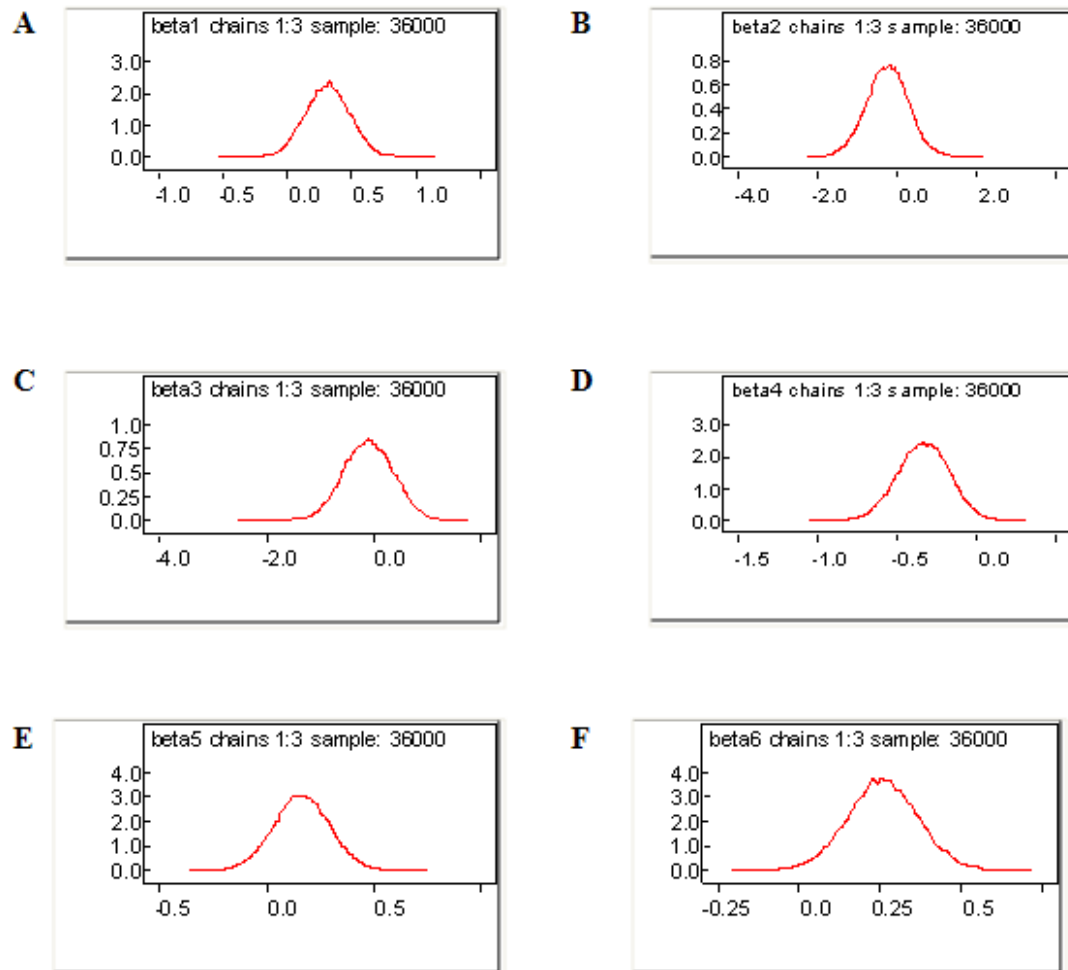 A
beta1 chains 1:3 sample: 36000
3.0
2.0
1.0
0.0
-1.0 -0.5 0.0 0.5 1.0
B
beta2 chains 1:3 sample: 36000
0.8
0.6
0.4
0.2
0.0
-4.0 -2.0 0.0 2.0
C
beta3 chains 1:3 sample: 36000
1.0
0.75
0.5
0.25
0.0
-4.0 -2.0 0.0
D
beta4 chains 1:3 sample: 36000
3.0
2.0
1.0
0.0
-1.5 -1.0 -0.5 0.0
E
beta5 chains 1:3 sample: 36000
4.0
3.0
2.0
1.0
0.0
-0.5 0.0 0.5
F
beta6 chains 1:3 sample: 36000
4.0
3.0
2.0
1.0
0.0
-0.25 0.0 0.25 0.5